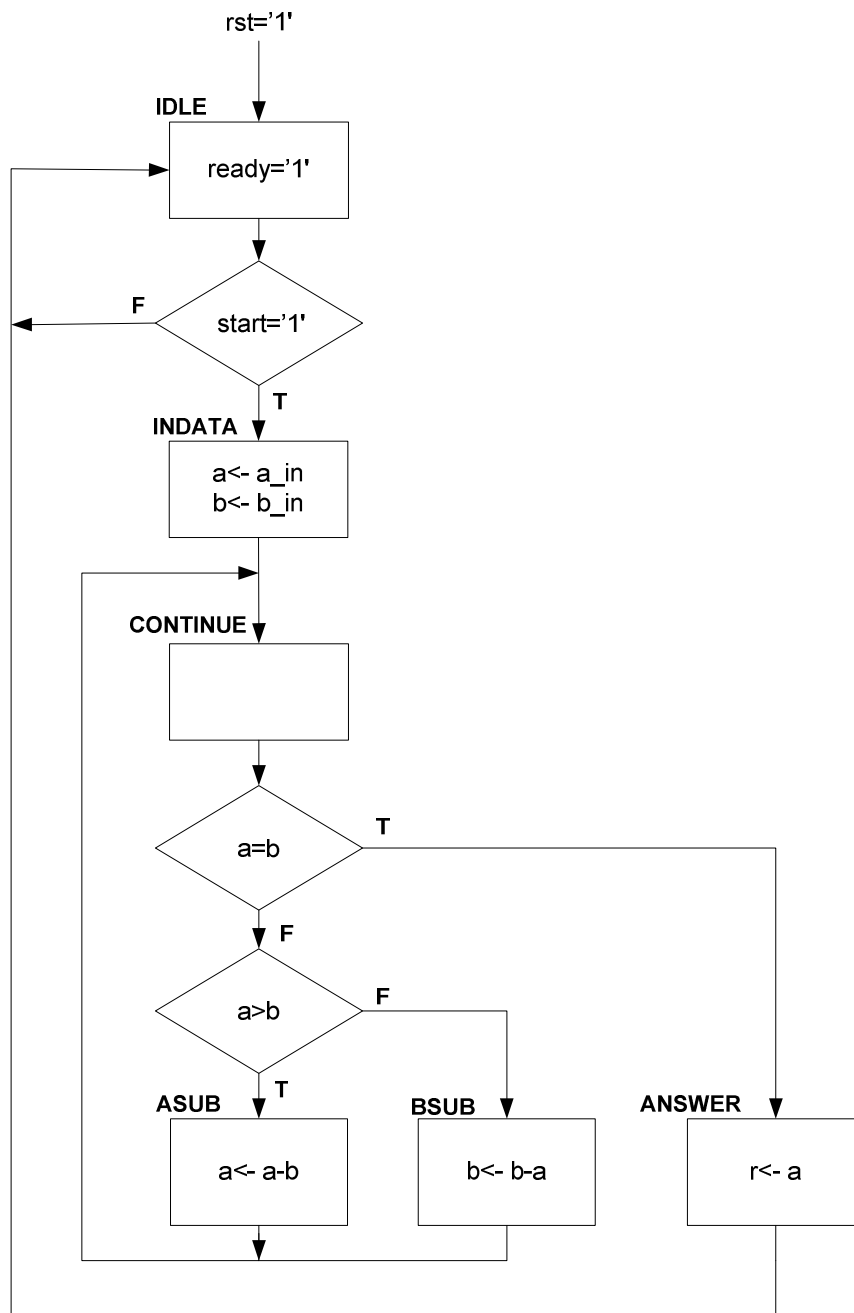 rst='1'
IDLE
ready='1'
F
start='1'
T
INDATA
a<- a_in
b<- b_in
CONTINUE
a=b
T
F
a>b
F
T
ASUB
a<- a-b
BSUB
b<- b-a
ANSWER
r<- a